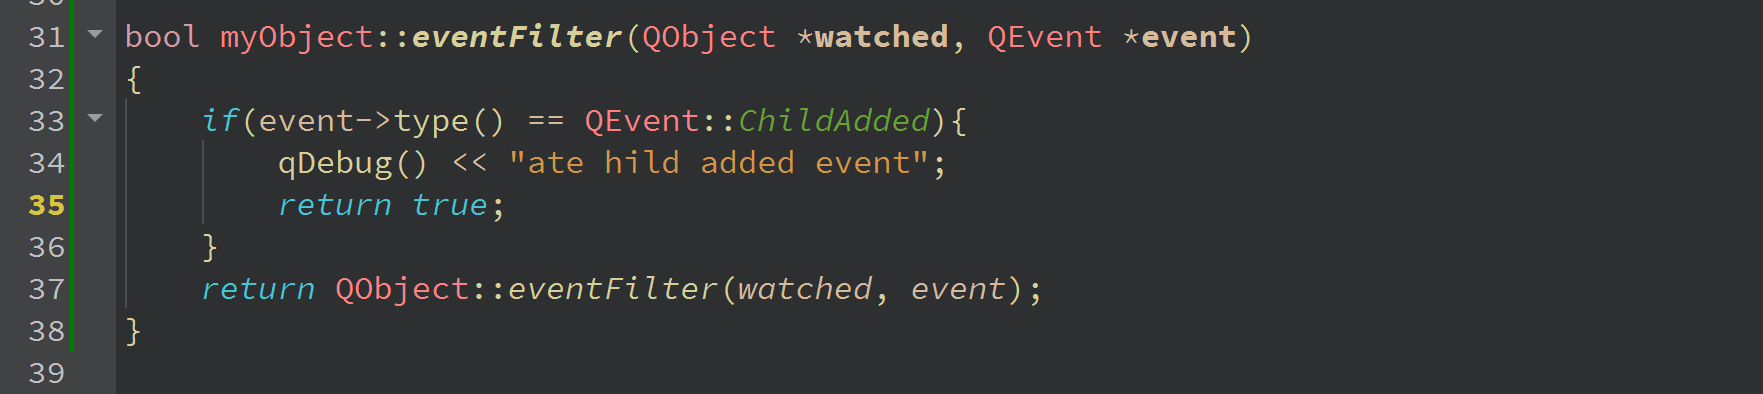 31 bool myObject::eventFilter(QObject *watched, QEvent *event)
32 {
33     if(event->type() == QEvent::ChildAdded){
34         qDebug() << "ate hild added event";
35         return true;
36     }
37     return QObject::eventFilter(watched, event);
38 }
39